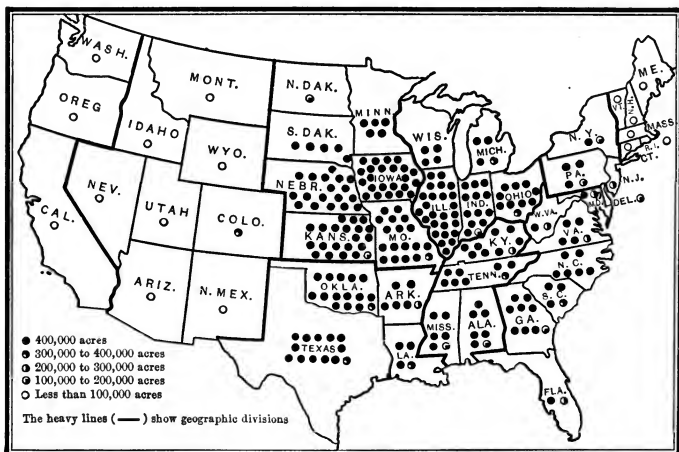 WASH.
MONT.
N. DAK.
ME.
OREG
IDAHO
MINN
VT.
N.H.
S. DAK.
WIS.
MICH.
N. Y.
MASS.
R. I.
CT.
WYO.
NEBR.
IOWA
PA.
N. J.
NEV.
UTAH
COLO.
ILL.
IND.
OHIO
W.VA.
MD.
DEL.
CAL.
KANS.
MO.
KY.
VA.
ARIZ.
N. MEX.
OKLA.
ARK.
TENN.
N. C.
S. C.
TEXAS
LA.
MISS.
ALA.
GA.
FLA.
400,000 acres
300,000 to 400,000 acres
200,000 to 300,000 acres
100,000 to 200,000 acres
Less than 100,000 acres
The heavy lines (——) show geographic divisions